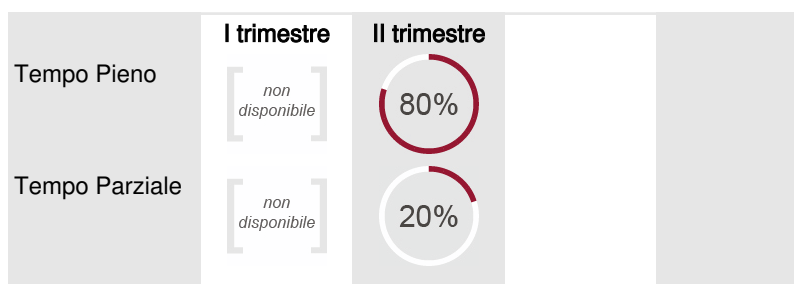 I trimestre II trimestre
Tempo Pieno
non
disponibile
80%
Tempo Parziale
non
disponibile
20%